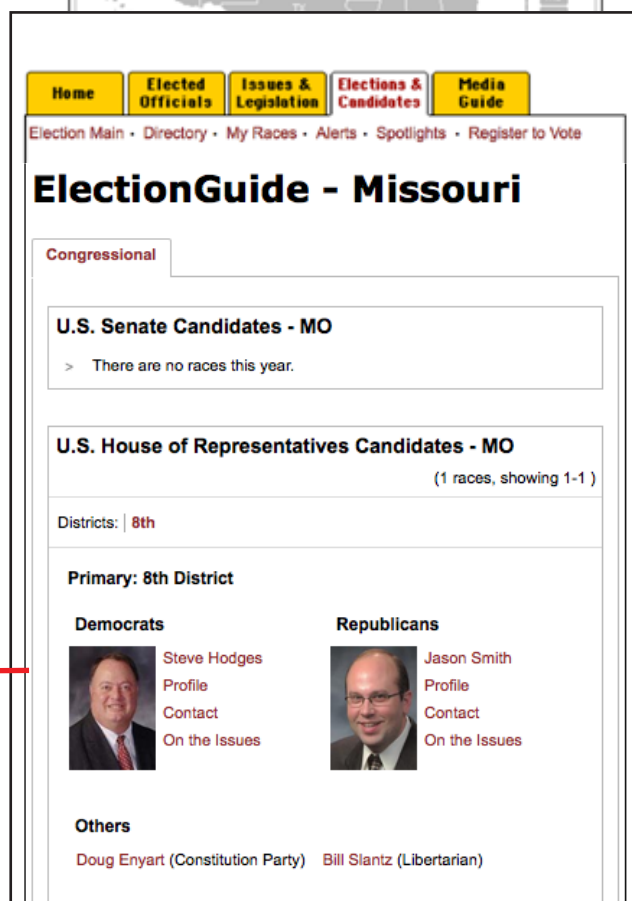 Home
Elected Officials
Issues & Legislation
Elections & Candidates
Media Guide
Election Main • Directory • My Races • Alerts • Spotlights • Register to Vote
ElectionGuide - Missouri
Congressional
U.S. Senate Candidates - MO
> There are no races this year.
U.S. House of Representatives Candidates - MO
(1 races, showing 1-1 )
Districts: | 8th
Primary: 8th District
Democrats
Steve Hodges
Profile
Contact
On the Issues
Republicans
Jason Smith
Profile
Contact
On the Issues
Others
Doug Enyart (Constitution Party) Bill Slantz (Libertarian)